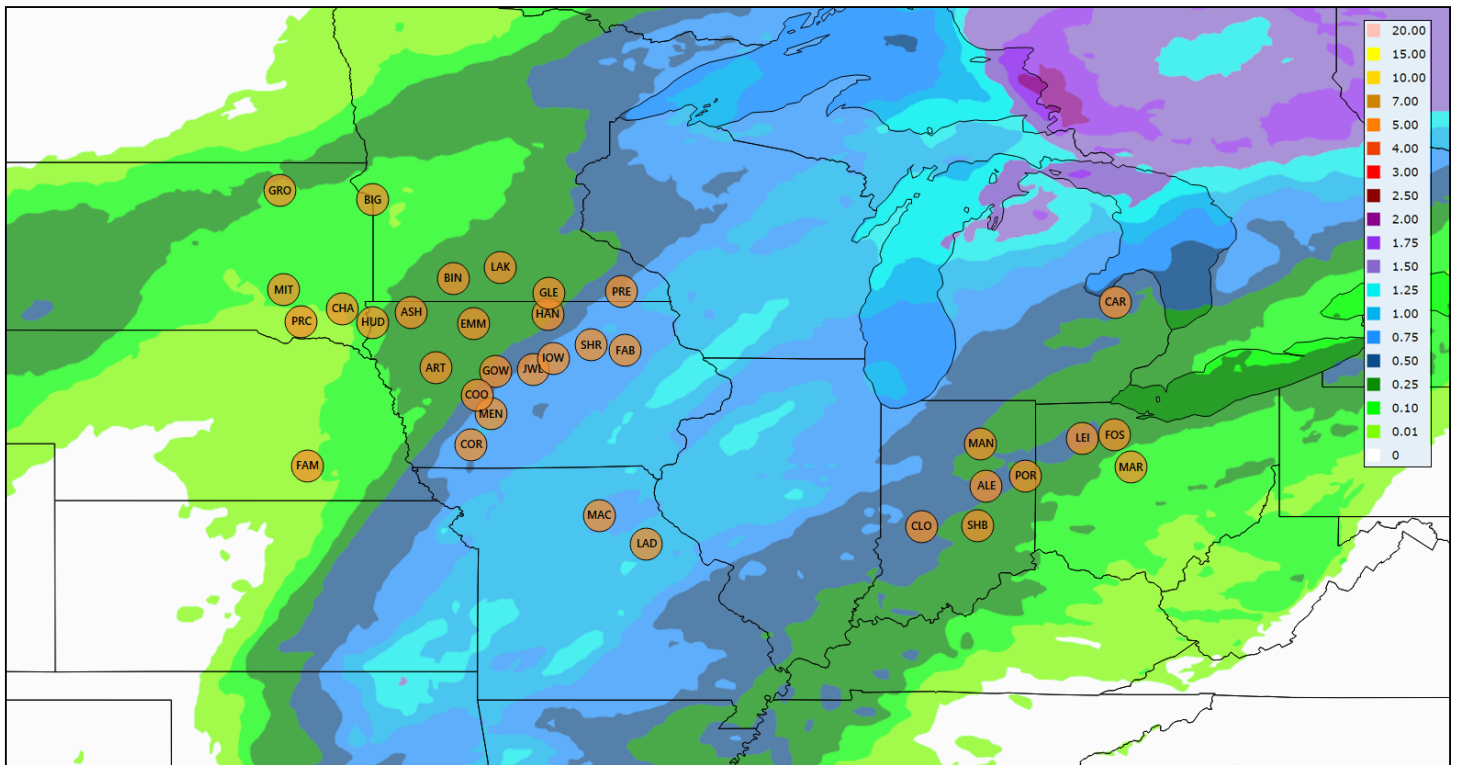 20.00
15.00
10.00
7.00
5.00
4.00
3.00
2.50
2.00
1.75
1.50
1.25
1.00
0.75
0.50
0.25
0.10
0.01
0
GRO
BIG
LAK
BIN
MIT
GLE
PRE
CHA
CAR
ASH
HAN
PRC
HUD
EMM
SHR
FAB
IOW
ART
GOW
JWL
COO
MEN
FOS
LEI
COR
MAN
FAM
MAR
POR
ALE
MAC
CLO
SHB
LAD